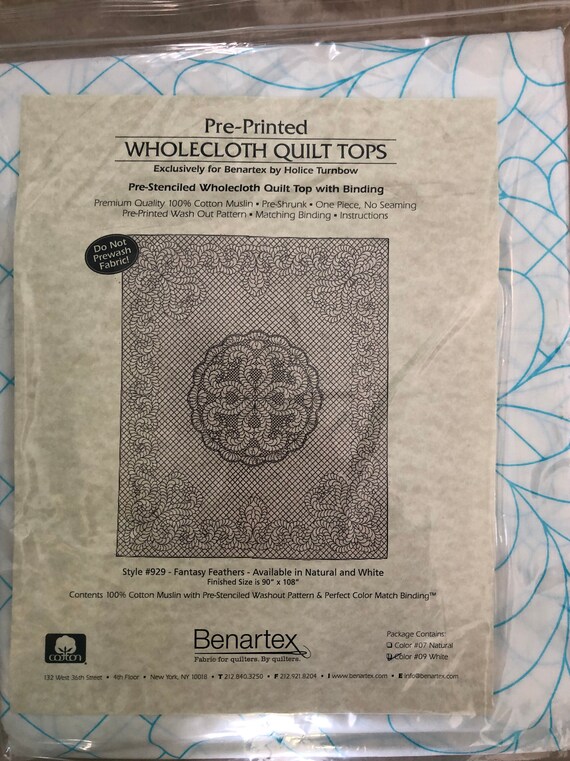 Pre-Printed
WHOLECLOTH QUILT TOPS
Exclusively for Benartex by Holice Turnbow
Pre-Stenciled Wholecloth Quilt Top with Binding
Premium Quality 100% Cotton Muslin • Pre-Shrunk • One Piece, No Seaming
Pre-Printed Wash Out Pattern • Matching Binding • Instructions
Do Not
Prewash
Fabric!
Style #929 - Fantasy Feathers - Available in Natural and White
Finished Size is 90" x 108"
Contents 100% Cotton Muslin with Pre-Stenciled Washout Pattern & Perfect Color Match Binding™
cotton
Benartex
Fabric for quilters. By quilters.
Package Contains:
Color #07 Natural
Color #09 White
132 West 36th Street • 4th Floor • New York, NY 10018 • T 212.840.3250 • F 212.921.8204 • I www.benartex.com • E info@benartex.com